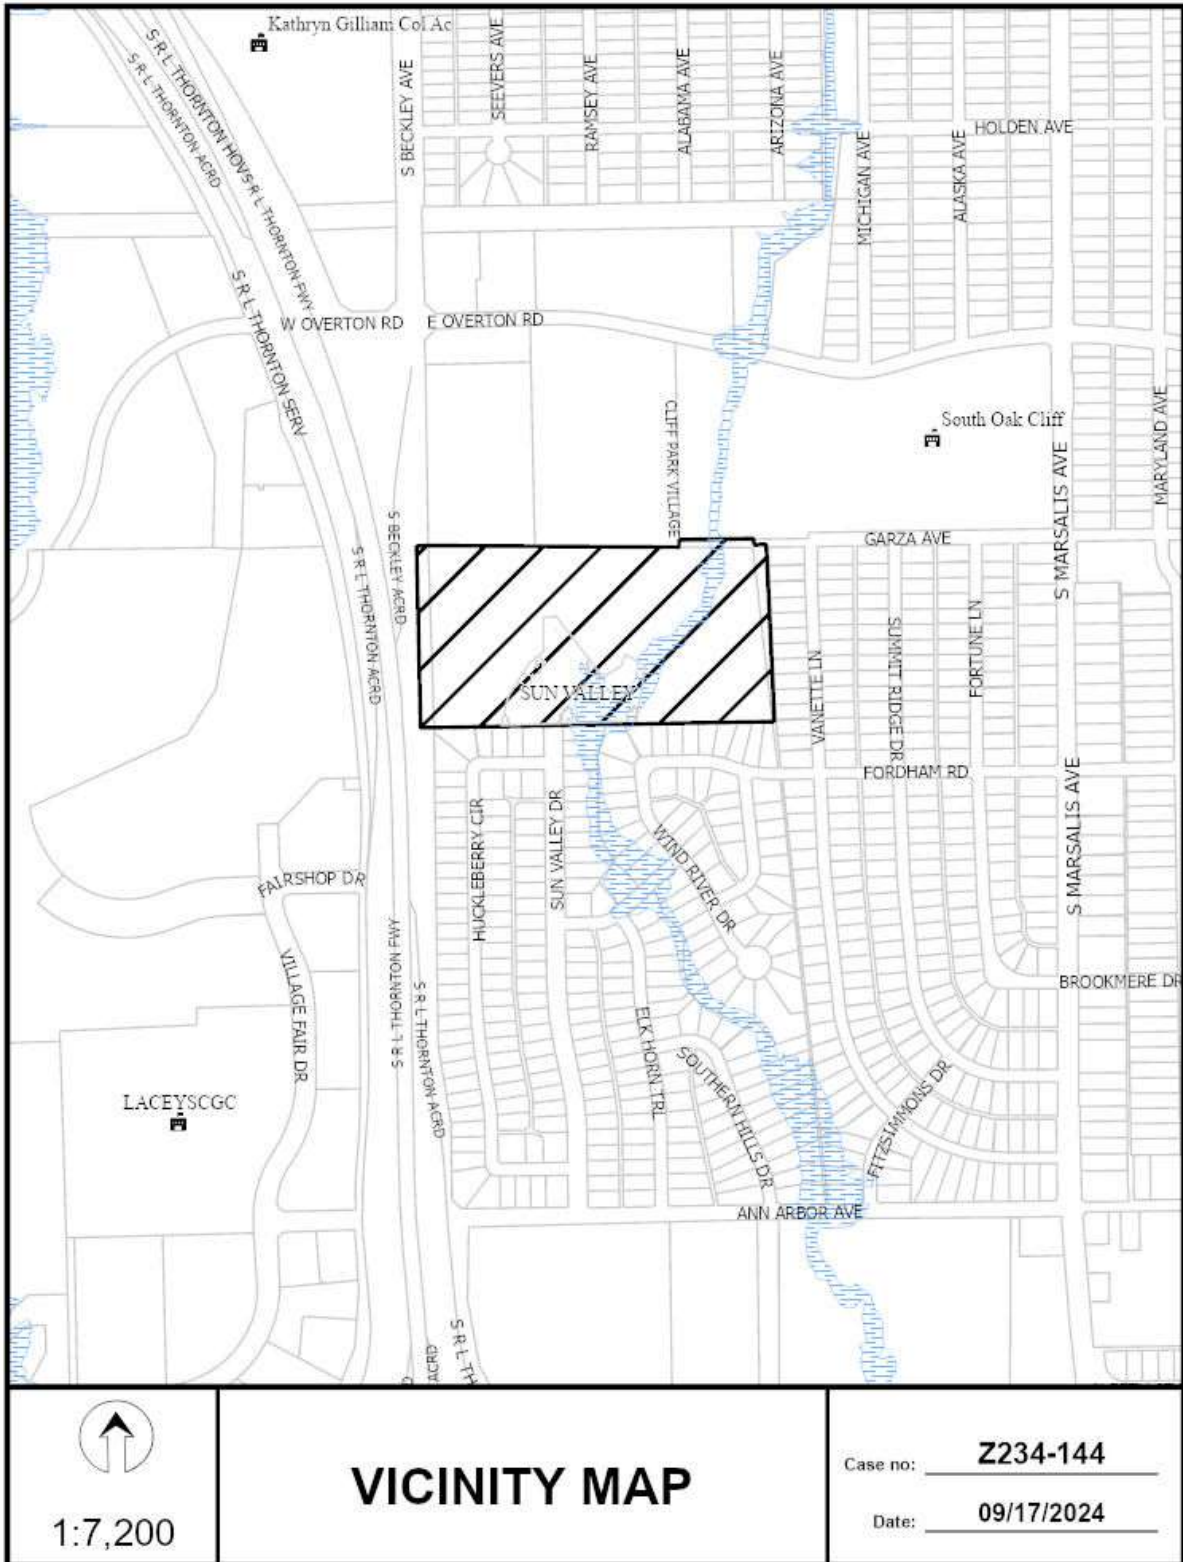 Kathryn Gilliam Col Ac
S R L THORNTON HOV
S R L THORNTON ACRD
S R L THORNTON FWY
S BECKLEY AVE
SEEVERS AVE
RAMSEY AVE
ALABAMA AVE
ARIZONA AVE
MICHIGAN AVE
ALASKA AVE
HOLDEN AVE
S R L THORNTON SERV
W OVERTON RD
E OVERTON RD
CLIFF PARK VILLAGE
South Oak Cliff
S MARSALIS AVE
MARYLAND AVE
S BECKLEY ACRD
S R L THORNTON ACRD
GARZA AVE
SUN VALLEY
VANETTE LN
SUMMIT RIDGE DR
FORTUNE LN
FORDHAM RD
S MARSALIS AVE
HUCKLEBERRY CIR
SUN VALLEY DR
WIND RIVER DR
FAIRSHOP DR
VILLAGE FAIR DR
S R L THORNTON FWY
S R L THORNTON ACRD
ELK HORN TRL
SOUTHERN HILLS DR
FITZSIMMONS DR
BROOKMERE DR
LACEYSCGC
ANN ARBOR AVE
ACRD
S R L TH
1:7,200
VICINITY MAP
Case no: Z234-144
Date: 09/17/2024